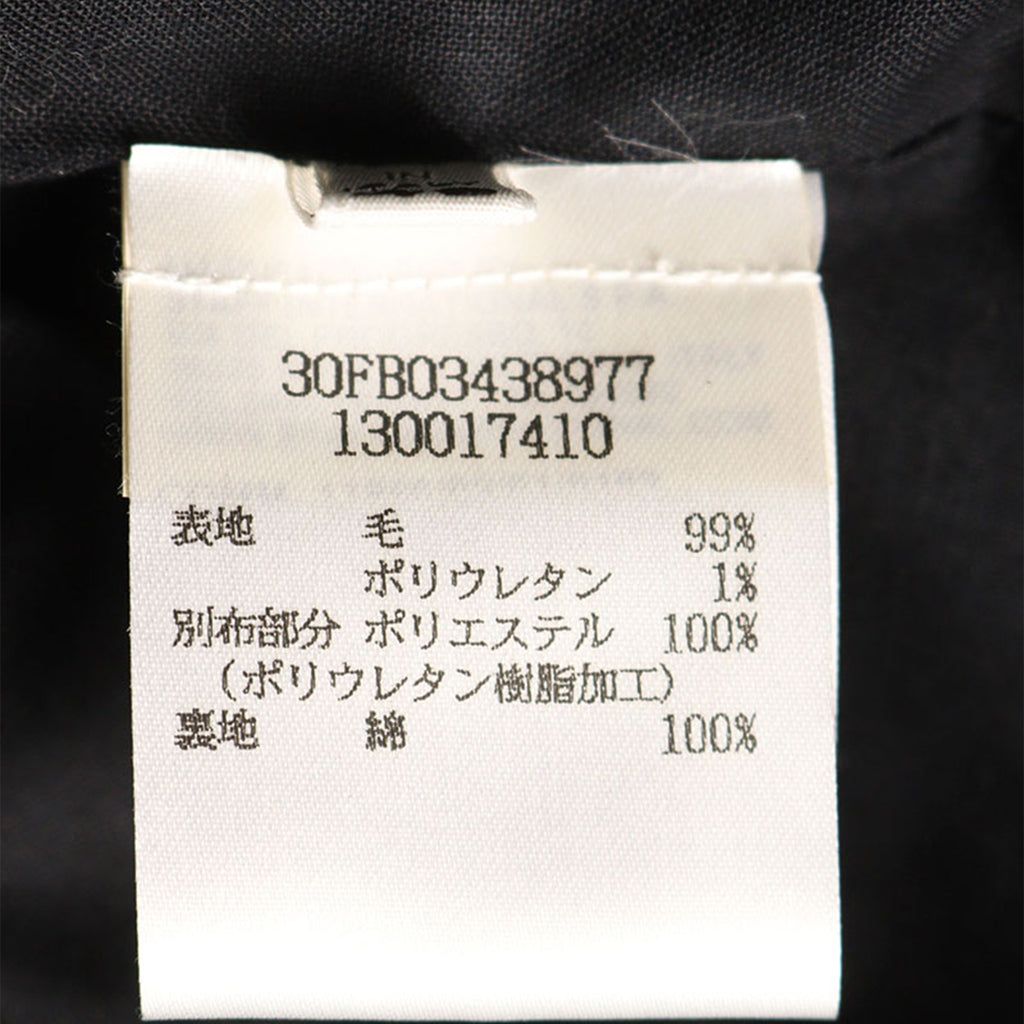 30FB03438977
130017410
表地 毛 99%
ポリウレタン 1%
別布部分 ポリエステル 100%
(ポリウレタン樹脂加工)
裏地 綿 100%